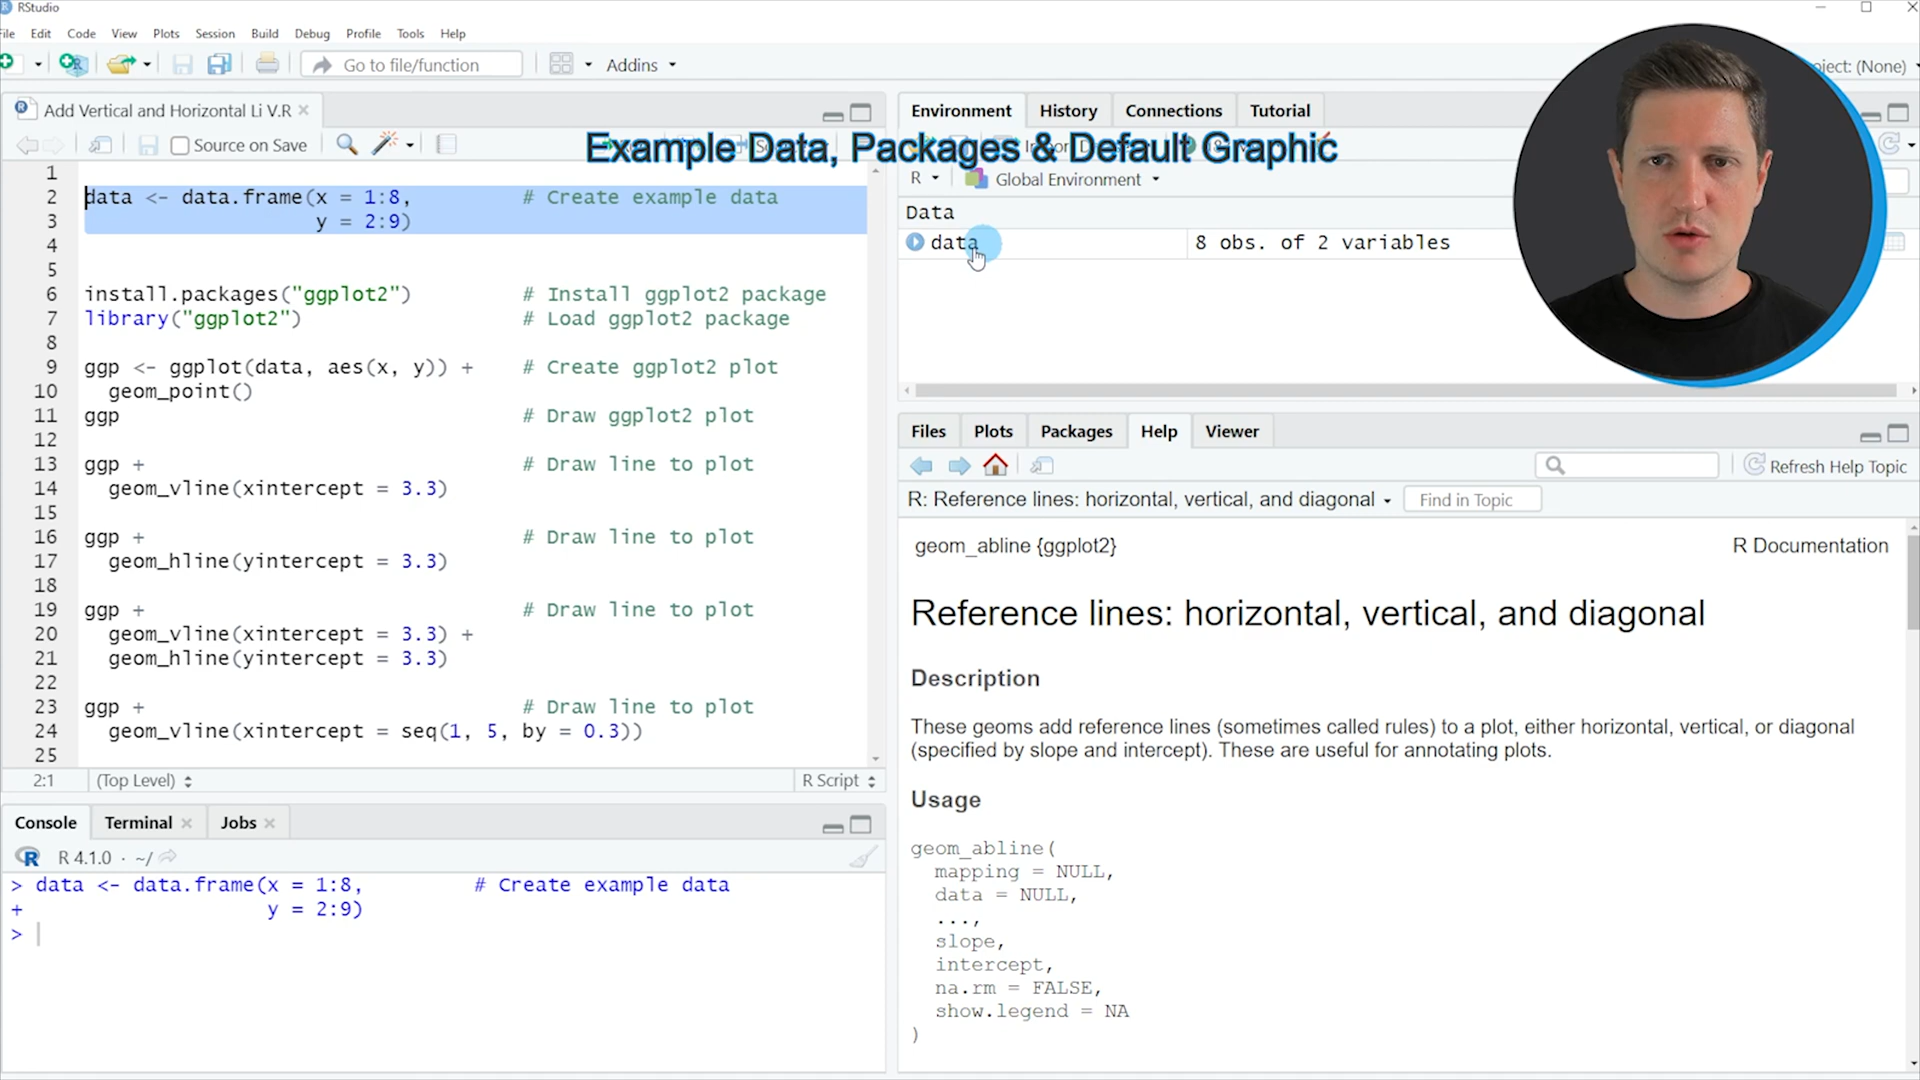 RStudio
File Edit Code View Plots Session Build Debug Profile Tools Help
Go to file/function
Addins
Project: (None)
Add Vertical and Horizontal Li V.R
Source on Save
Example Data, Packages & Default Graphic
1
2 data <- data.frame(x = 1:8, # Create example data
3 y = 2:9)
4
5
6 install.packages("ggplot2") # Install ggplot2 package
7 library("ggplot2") # Load ggplot2 package
8
9 ggp <- ggplot(data, aes(x, y)) + # Create ggplot2 plot
10 geom_point()
11 ggp # Draw ggplot2 plot
12
13 ggp + # Draw line to plot
14 geom_vline(xintercept = 3.3)
15
16 ggp + # Draw line to plot
17 geom_hline(yintercept = 3.3)
18
19 ggp + # Draw line to plot
20 geom_vline(xintercept = 3.3) +
21 geom_hline(yintercept = 3.3)
22
23 ggp + # Draw line to plot
24 geom_vline(xintercept = seq(1, 5, by = 0.3))
25
2:1 (Top Level) R Script
Console Terminal Jobs
R 4.1.0 · ~/
> data <- data.frame(x = 1:8, # Create example data
+ y = 2:9)
>
Environment History Connections Tutorial
R Global Environment
Data
data 8 obs. of 2 variables
Files Plots Packages Help Viewer
Refresh Help Topic
R: Reference lines: horizontal, vertical, and diagonal Find in Topic
geom_abline {ggplot2} R Documentation
Reference lines: horizontal, vertical, and diagonal
Description
These geoms add reference lines (sometimes called rules) to a plot, either horizontal, vertical, or diagonal
(specified by slope and intercept). These are useful for annotating plots.
Usage
geom_abline(
mapping = NULL,
data = NULL,
...,
slope,
intercept,
na.rm = FALSE,
show.legend = NA
)